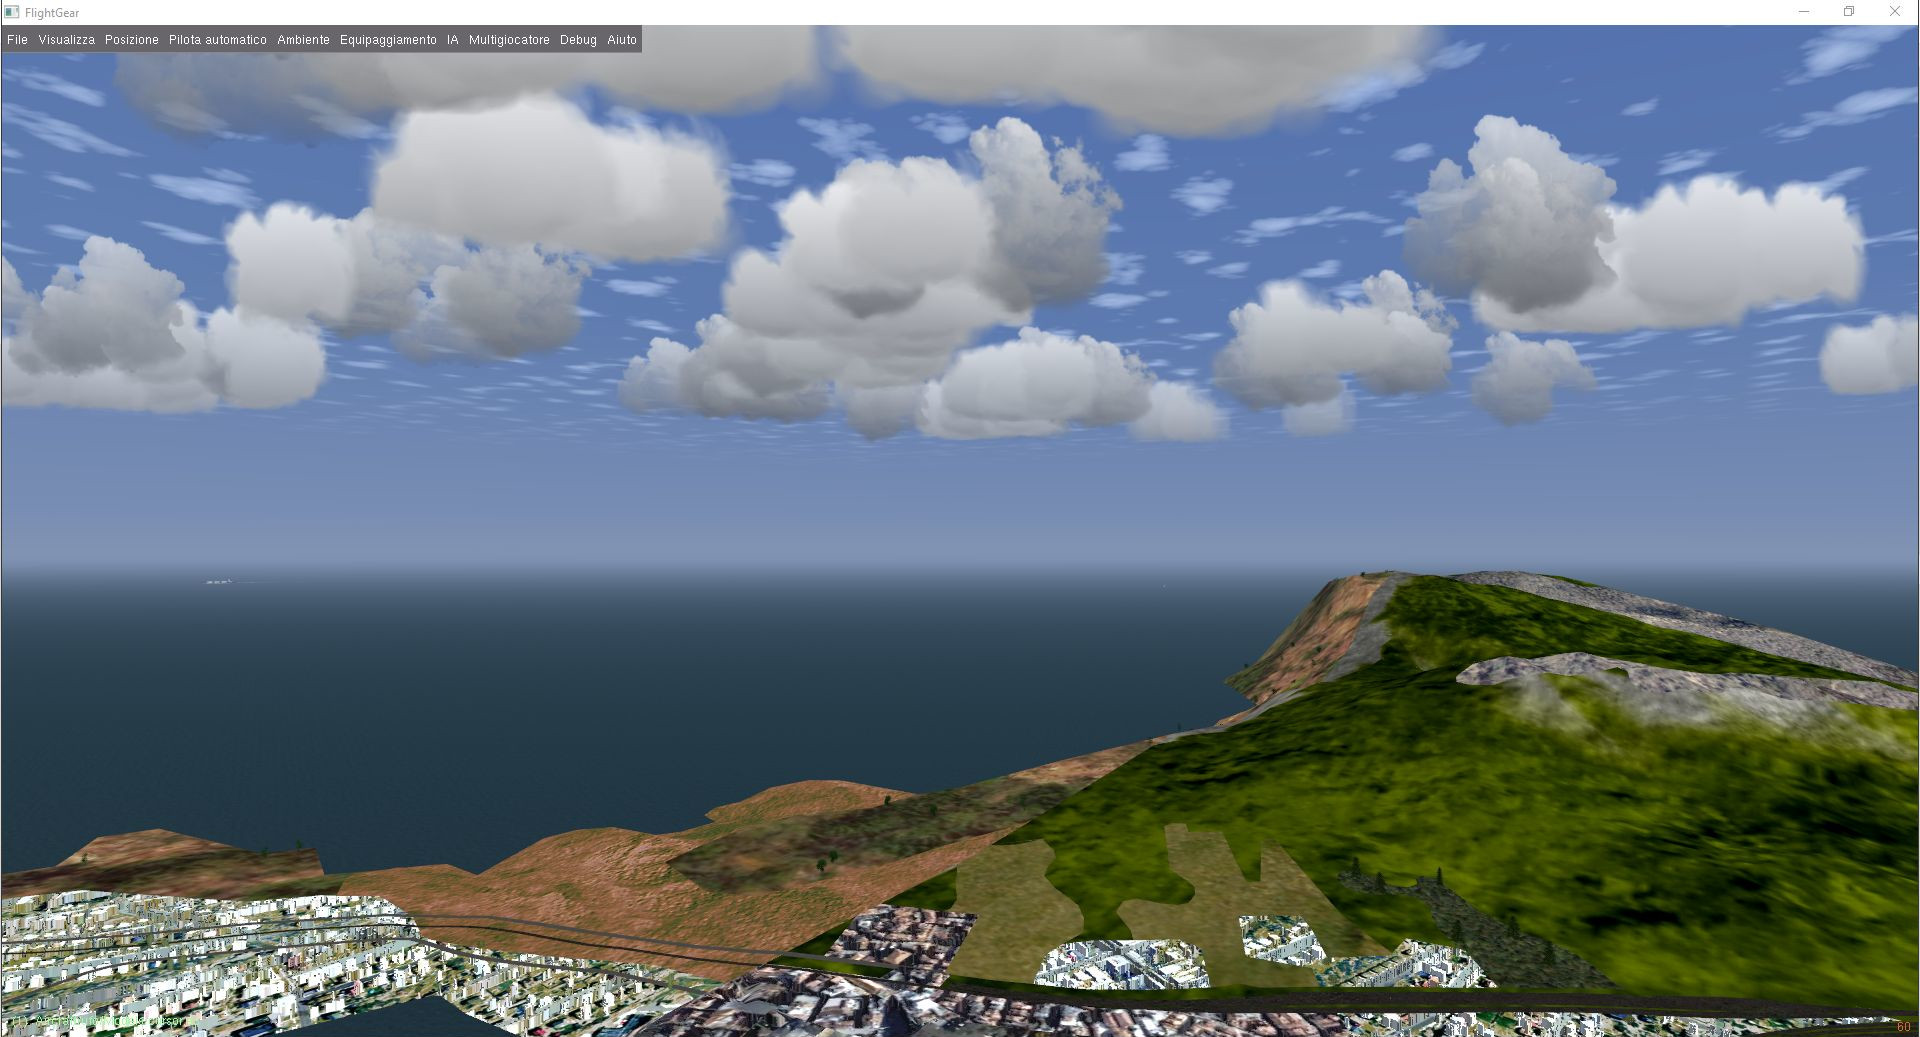 FlightGear
File Visualizza Posizione Pilota automatico Ambiente Equipaggiamento IA Multigiocatore Debug Aiuto
60